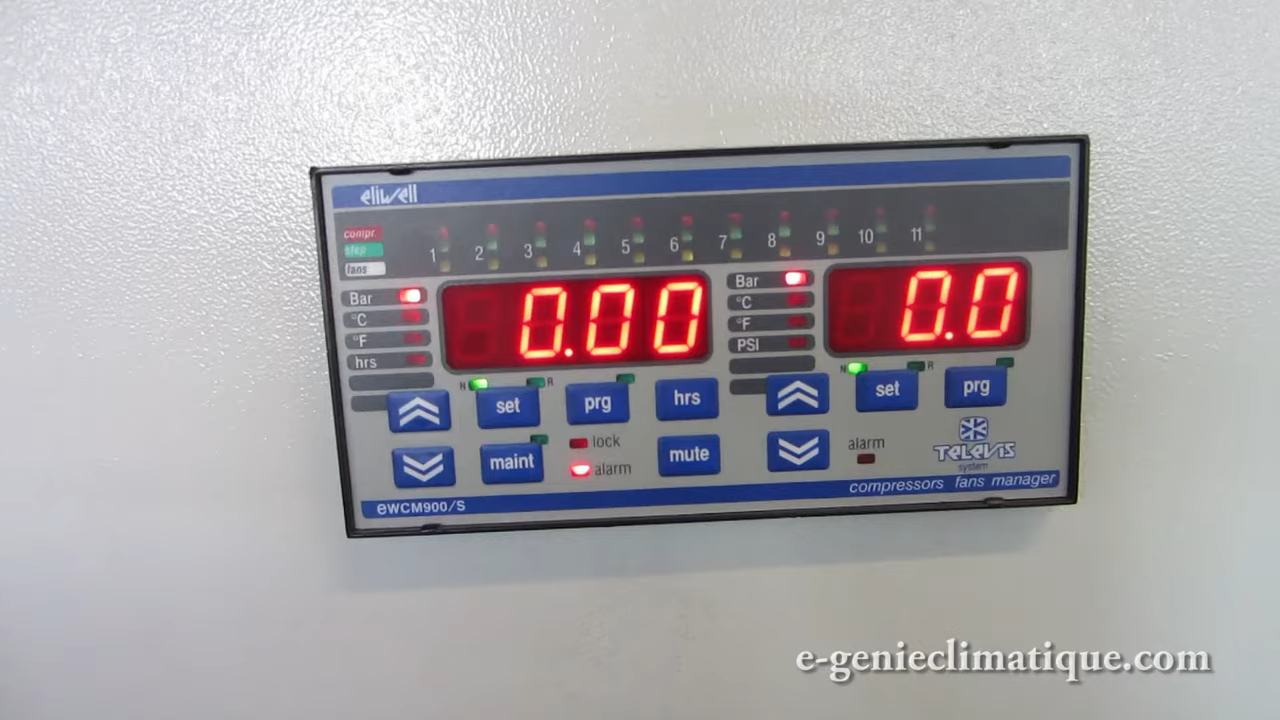 eliwell
compr.
step
fans
1 2 3 4 5 6 7 8 9 10 11
Bar
°C
°F
hrs
0.00
Bar
°C
°F
PSI
0.0
N R
set prg hrs
maint
lock
alarm
mute
N R
set prg
alarm
TELEVIS
system
compressors fans manager
eWCM900/S
e-genieclimatique.com